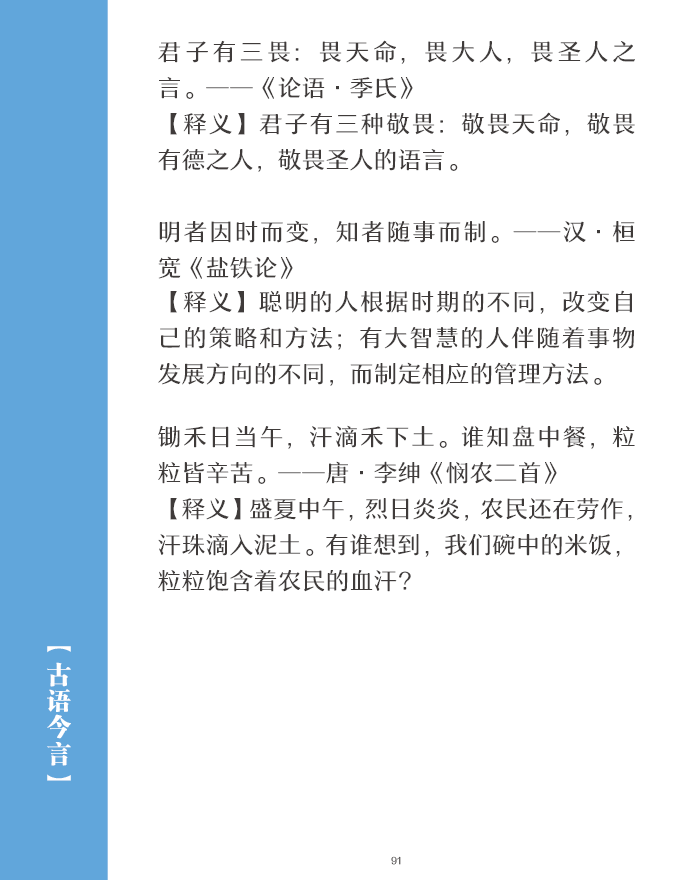 君子有三畏：畏天命，畏大人，畏圣人之
言。——《论语·季氏》
【释义】君子有三种敬畏：敬畏天命，敬畏
有德之人，敬畏圣人的语言。
明者因时而变，知者随事而制。——汉·桓
宽《盐铁论》
【释义】聪明的人根据时期的不同，改变自
己的策略和方法；有大智慧的人伴随着事物
发展方向的不同，而制定相应的管理方法。
锄禾日当午，汗滴禾下土。谁知盘中餐，粒
粒皆辛苦。——唐·李绅《悯农二首》
【释义】盛夏中午，烈日炎炎，农民还在劳作，
汗珠滴入泥土。有谁想到，我们碗中的米饭，
粒粒饱含着农民的血汗？
【古语今言】
91